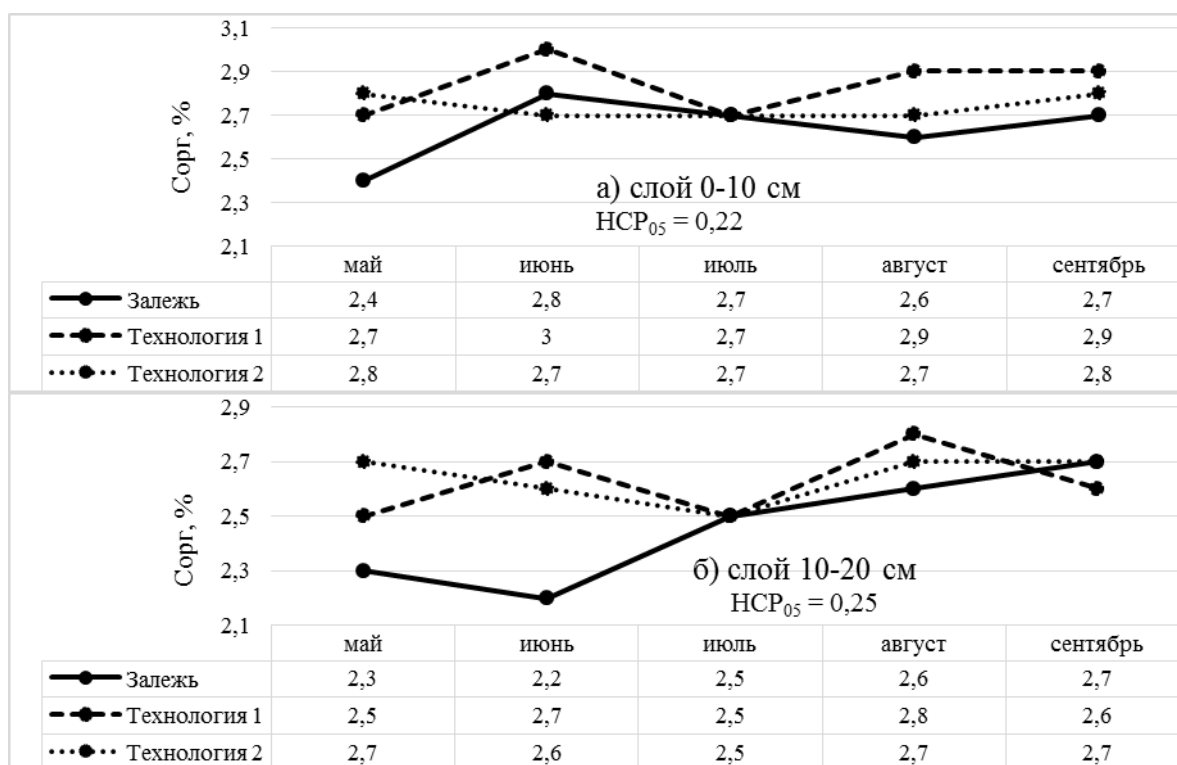 3,1
2,9
2,7
2,5
2,3
2,1
Сорг, %
а) слой 0-10 см
НСР05 = 0,22
май июнь июль август сентябрь
Залежь 2,4 2,8 2,7 2,6 2,7
Технология 1 2,7 3 2,7 2,9 2,9
Технология 2 2,8 2,7 2,7 2,7 2,8
2,9
2,7
2,5
2,3
2,1
Сорг, %
б) слой 10-20 см
НСР05 = 0,25
май июнь июль август сентябрь
Залежь 2,3 2,2 2,5 2,6 2,7
Технология 1 2,5 2,7 2,5 2,8 2,6
Технология 2 2,7 2,6 2,5 2,7 2,7